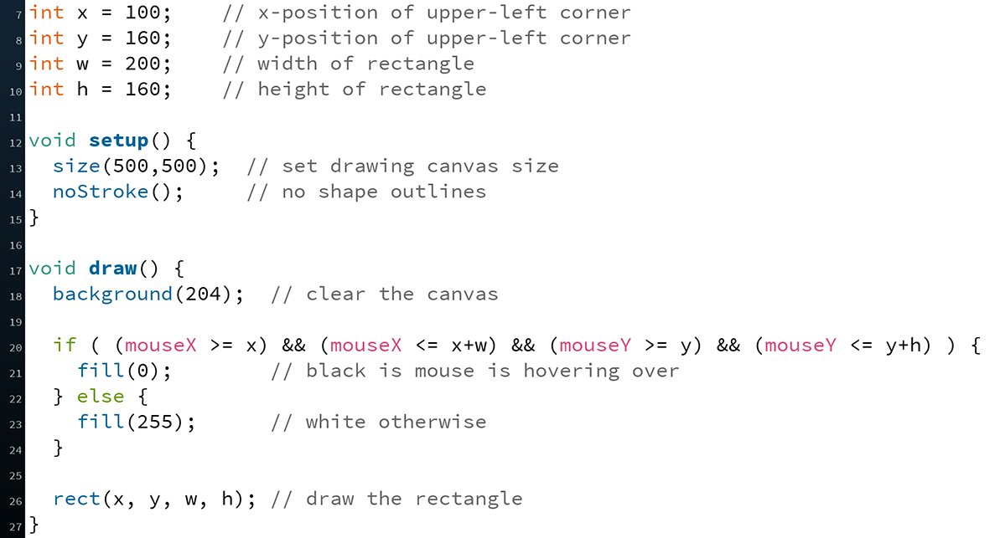 7 int x = 100;    // x-position of upper-left corner
8 int y = 160;    // y-position of upper-left corner
9 int w = 200;    // width of rectangle
10 int h = 160;    // height of rectangle
11
12 void setup() {
13   size(500,500);  // set drawing canvas size
14   noStroke();     // no shape outlines
15 }
16
17 void draw() {
18   background(204);  // clear the canvas
19
20   if ( (mouseX >= x) && (mouseX <= x+w) && (mouseY >= y) && (mouseY <= y+h) ) {
21     fill(0);        // black is mouse is hovering over
22   } else {
23     fill(255);      // white otherwise
24   }
25
26   rect(x, y, w, h); // draw the rectangle
27 }